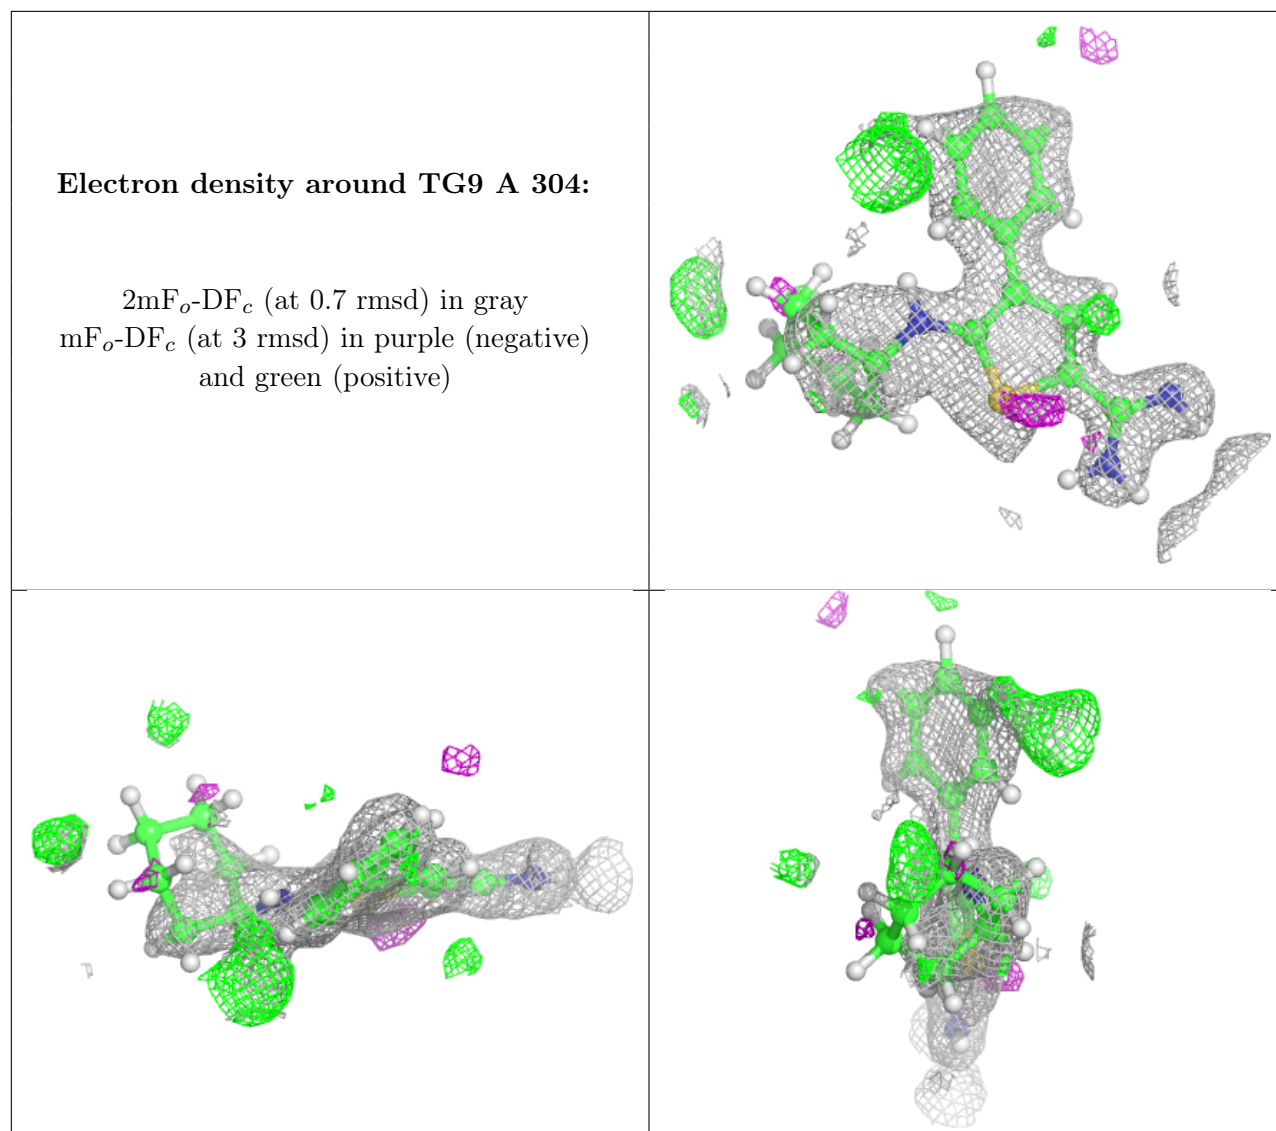 Electron density around TG9 A 304:
2mFo-DFc (at 0.7 rmsd) in gray
mFo-DFc (at 3 rmsd) in purple (negative)
and green (positive)